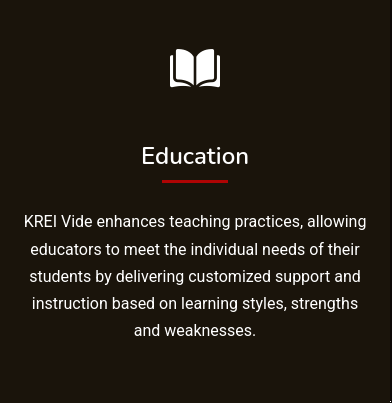 Education
KREI Vide enhances teaching practices, allowing
educators to meet the individual needs of their
students by delivering customized support and
instruction based on learning styles, strengths
and weaknesses.